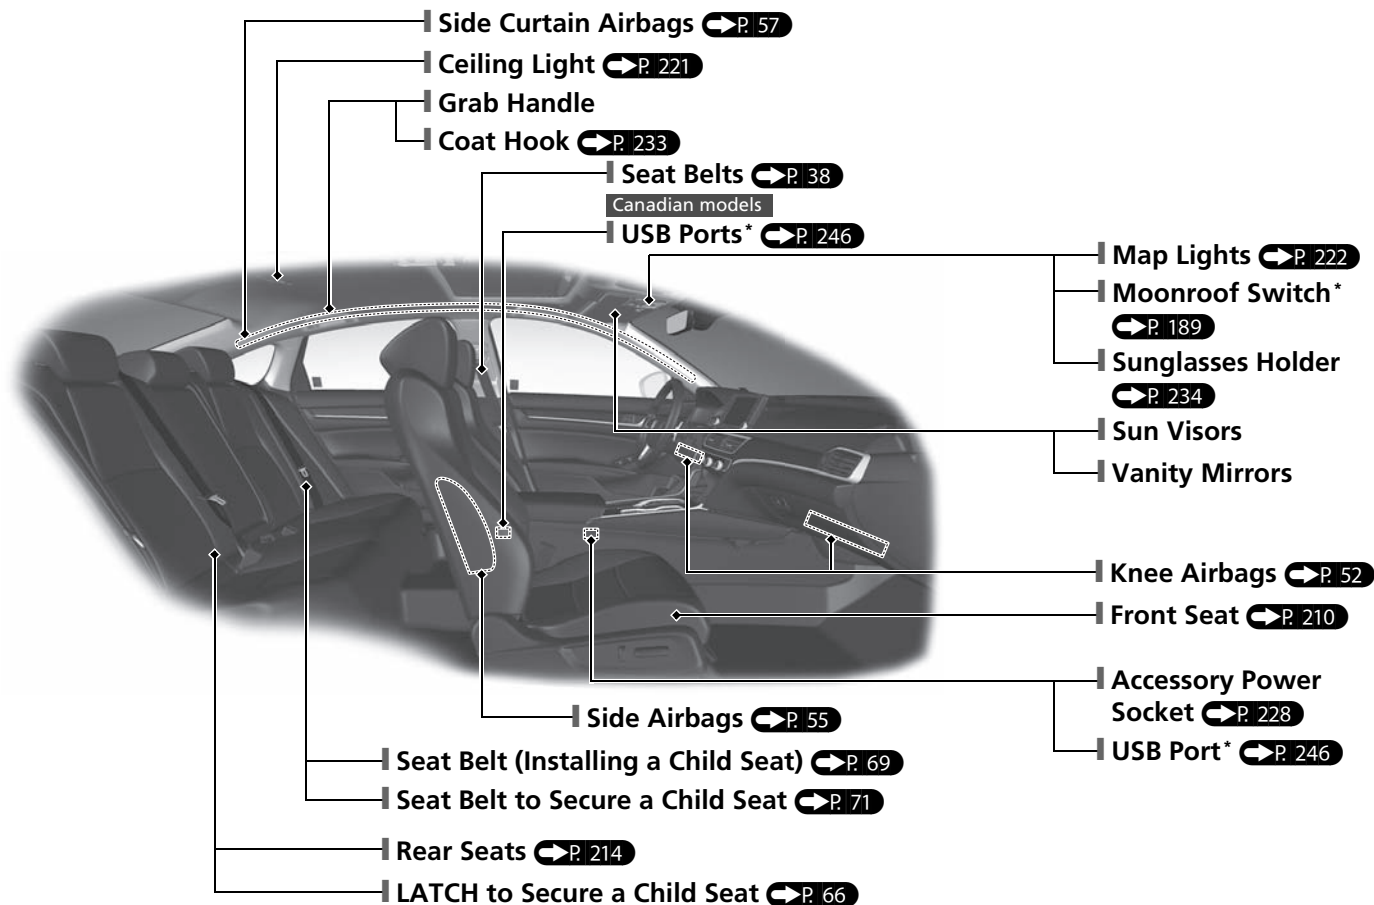 Side Curtain Airbags P. 57
Ceiling Light P. 221
Grab Handle
Coat Hook P. 233
Seat Belts P. 38
Canadian models
USB Ports* P. 246
Map Lights P. 222
Moonroof Switch*
P. 189
Sunglasses Holder
P. 234
Sun Visors
Vanity Mirrors
Knee Airbags P. 52
Front Seat P. 210
Accessory Power
Socket P. 228
USB Port* P. 246
Side Airbags P. 55
Seat Belt (Installing a Child Seat) P. 69
Seat Belt to Secure a Child Seat P. 71
Rear Seats P. 214
LATCH to Secure a Child Seat P. 66